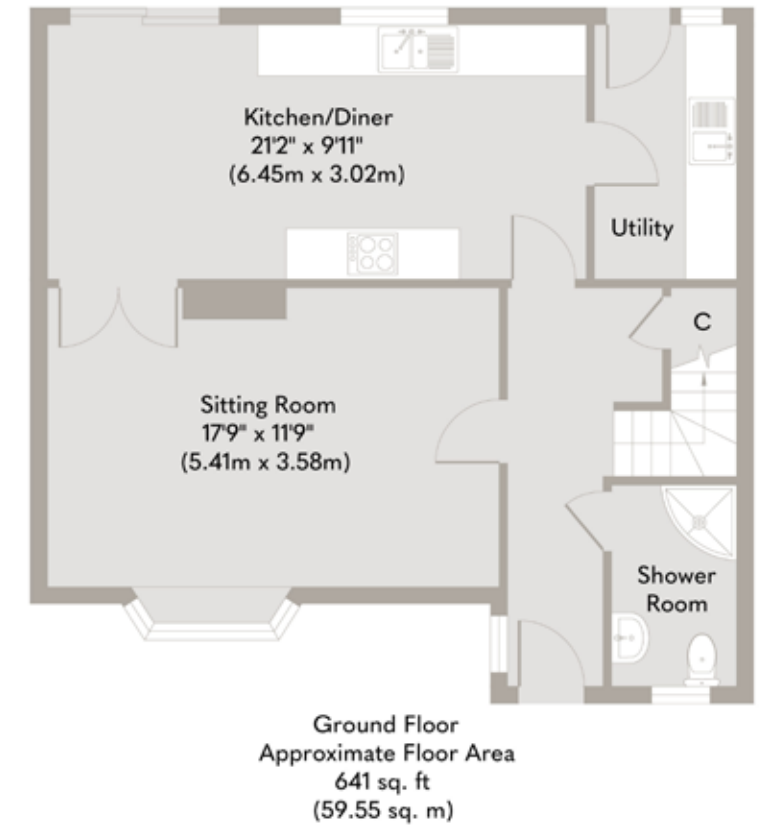 Kitchen/Diner
21'2" x 9'11"
(6.45m x 3.02m)
Utility
C
Sitting Room
17'9" x 11'9"
(5.41m x 3.58m)
Shower
Room
Ground Floor
Approximate Floor Area
641 sq. ft
(59.55 sq. m)